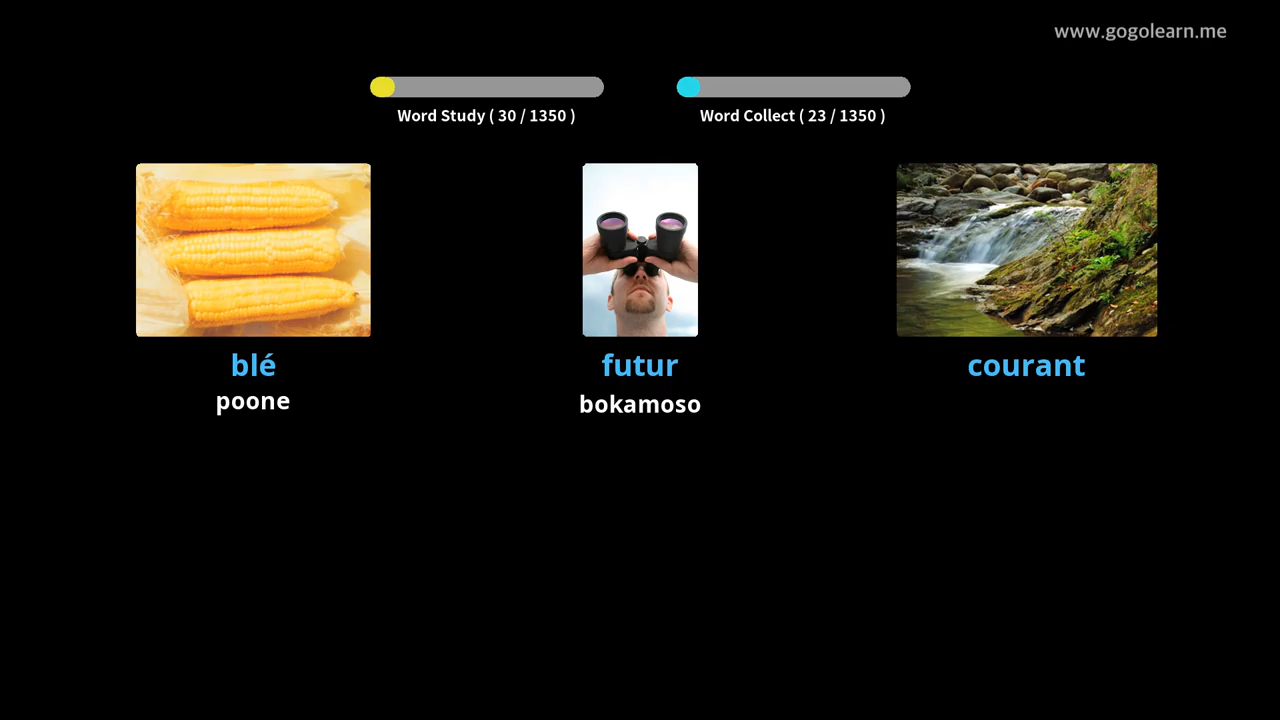 www.gogolearn.me
Word Study ( 30 / 1350 )
Word Collect ( 23 / 1350 )
blé
futur
courant
poone
bokamoso